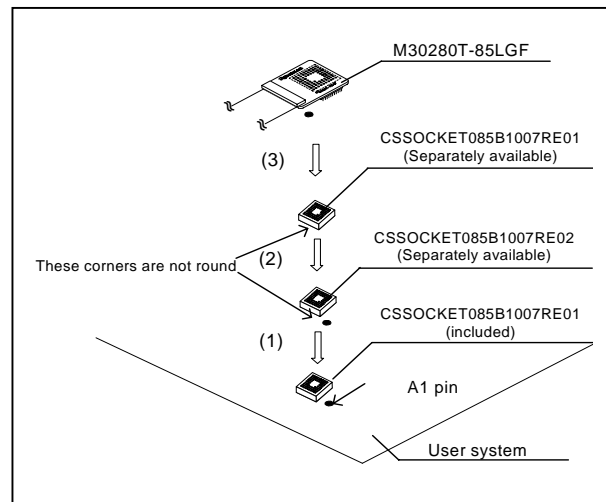 M30280T-85LGF
(3)
CSSOCKET085B1007RE01
(Separately available)
These corners are not round
(2)
CSSOCKET085B1007RE02
(Separately available)
(1)
CSSOCKET085B1007RE01
(included)
A1 pin
User system